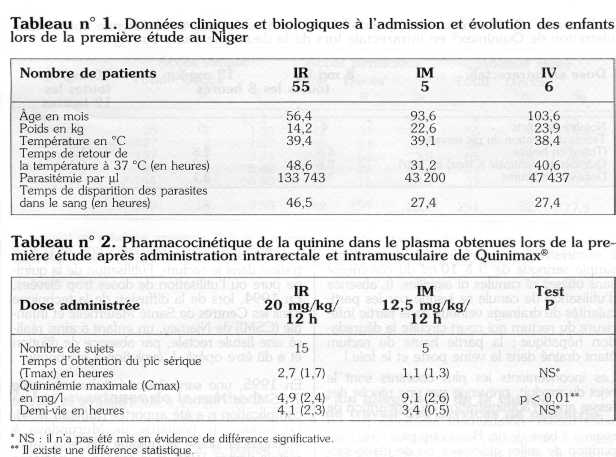 Tableau n° 1. Données cliniques et biologiques à l'admission et évolution des enfants
lors de la première étude au Niger
Nombre de patients IR IM IV
55 5 6
Âge en mois 56,4 93,6 103,6
Poids en kg 14,2 22,6 23,9
Température en °C 39,4 39,1 38,4
Temps de retour de
la température à 37 °C (en heures) 48,6 31,2 40,6
Parasitémie par µl 133 743 43 200 47 437
Temps de disparition des parasites
dans le sang (en heures) 46,5 27,4 27,4
Tableau n° 2. Pharmacocinétique de la quinine dans le plasma obtenues lors de la pre-
mière étude après administration intrarectale et intramusculaire de Quinimax®
IR IM Test
Dose administrée 20 mg/kg/ 12,5 mg/kg/ P
12 h 12 h
Nombre de sujets 15 5
Temps d'obtention du pic sérique
(Tmax) en heures 2,7 (1,7) 1,1 (1,3) NS*
Quininémie maximale (Cmax)
en mg/l 4,9 (2,4) 9,1 (2,6) p < 0.01**
Demi-vie en heures 4,1 (2,3) 3,4 (0,5) NS*
* NS : il n'a pas été mis en évidence de différence significative.
** Il existe une différence statistique.